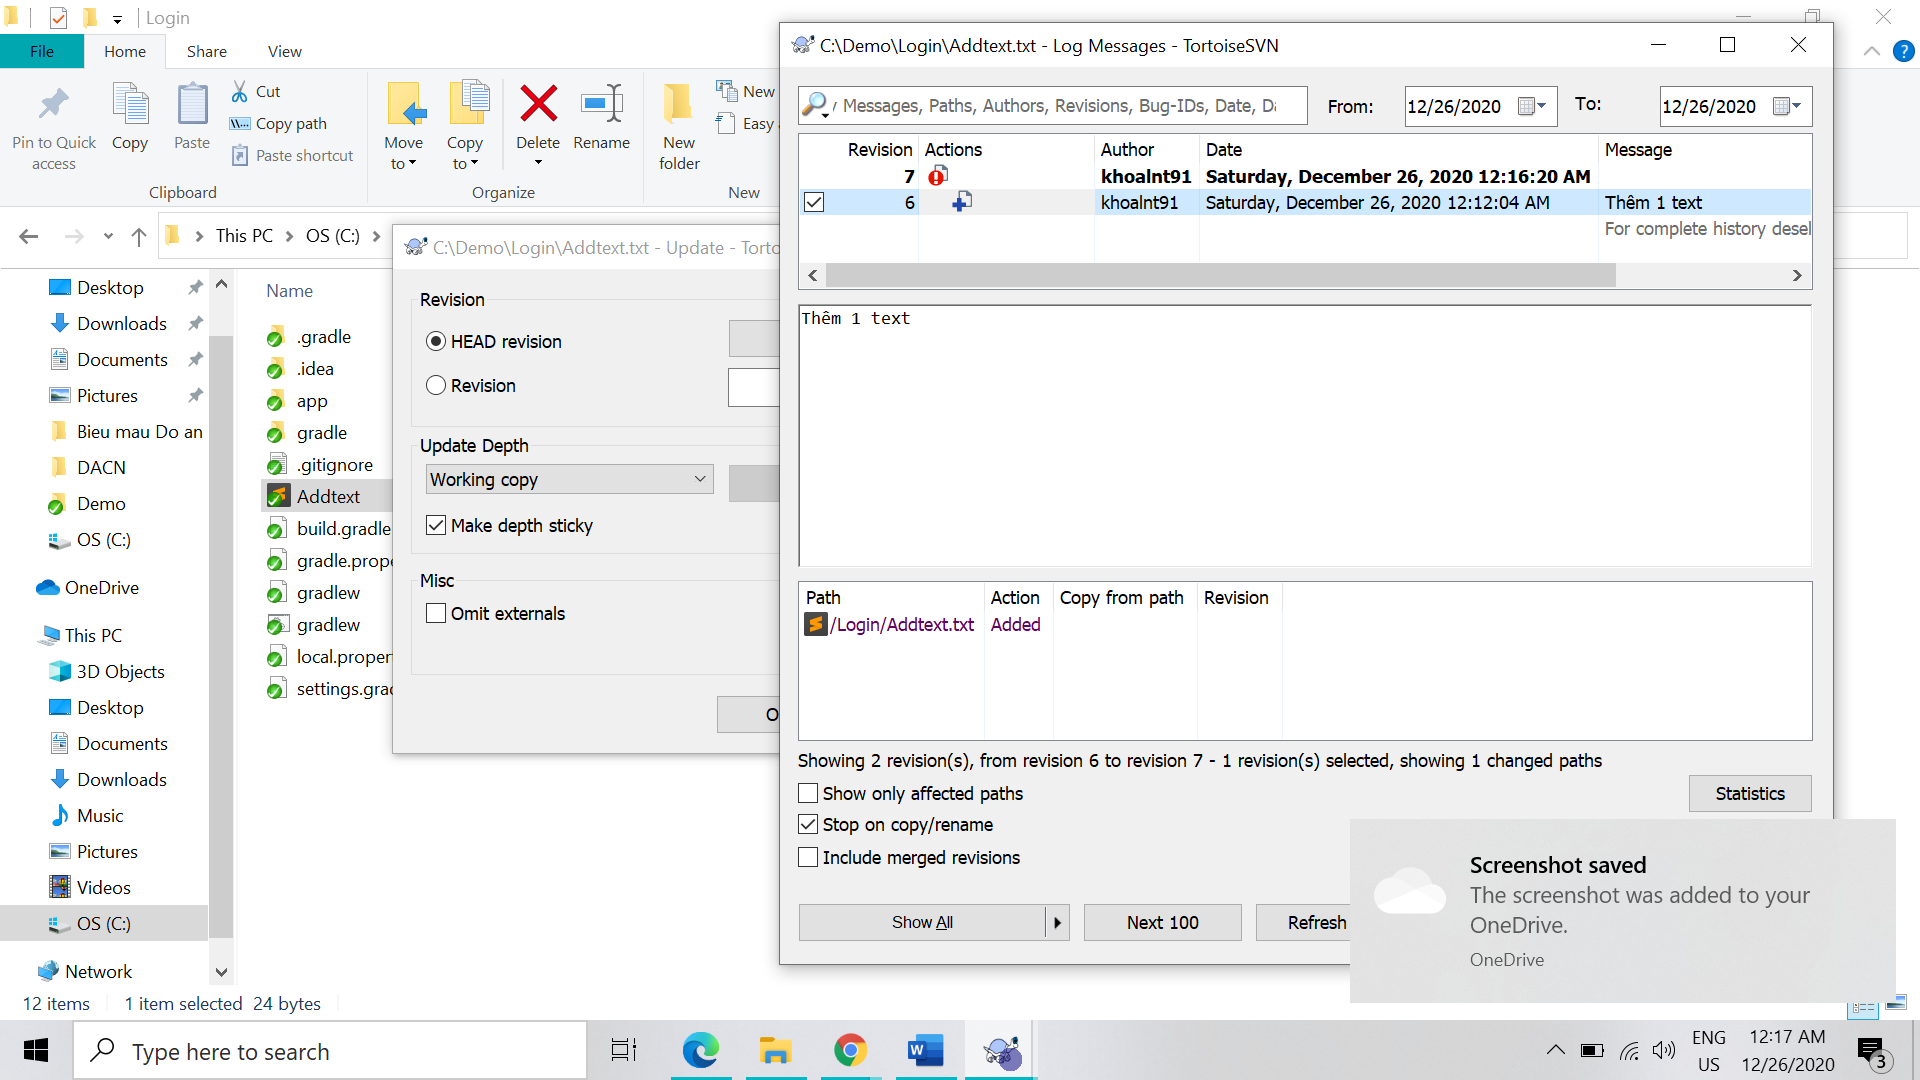 Login
File Home Share View
Pin to Quick access
Copy
Paste
Cut
Copy path
Paste shortcut
Clipboard
Move to
Copy to
Delete
Rename
Organize
New folder
New
Easy
New
This PC OS (C:)
Desktop
Downloads
Documents
Pictures
Bieu mau Do an
DACN
Demo
OS (C:)
OneDrive
This PC
3D Objects
Desktop
Documents
Downloads
Music
Pictures
Videos
OS (C:)
Network
Name
.gradle
.idea
app
gradle
.gitignore
Addtext
build.gradle
gradle.prope
gradlew
gradlew
local.proper
settings.grad
12 items 1 item selected 24 bytes
C:\Demo\Login\Addtext.txt - Update - Torto
Revision
HEAD revision
Revision
Update Depth
Working copy
Make depth sticky
Misc
Omit externals
O
C:\Demo\Login\Addtext.txt - Log Messages - TortoiseSVN
Messages, Paths, Authors, Revisions, Bug-IDs, Date, Da
From: 12/26/2020 To: 12/26/2020
Revision Actions Author Date Message
7 khoalnt91 Saturday, December 26, 2020 12:16:20 AM
6 khoalnt91 Saturday, December 26, 2020 12:12:04 AM Thêm 1 text
For complete history desel
Thêm 1 text
Path Action Copy from path Revision
/Login/Addtext.txt Added
Showing 2 revision(s), from revision 6 to revision 7 - 1 revision(s) selected, showing 1 changed paths
Show only affected paths
Statistics
Stop on copy/rename
Include merged revisions
Show All Next 100 Refresh
Screenshot saved
The screenshot was added to your OneDrive.
OneDrive
Type here to search
ENG
US
12:17 AM
12/26/2020
3